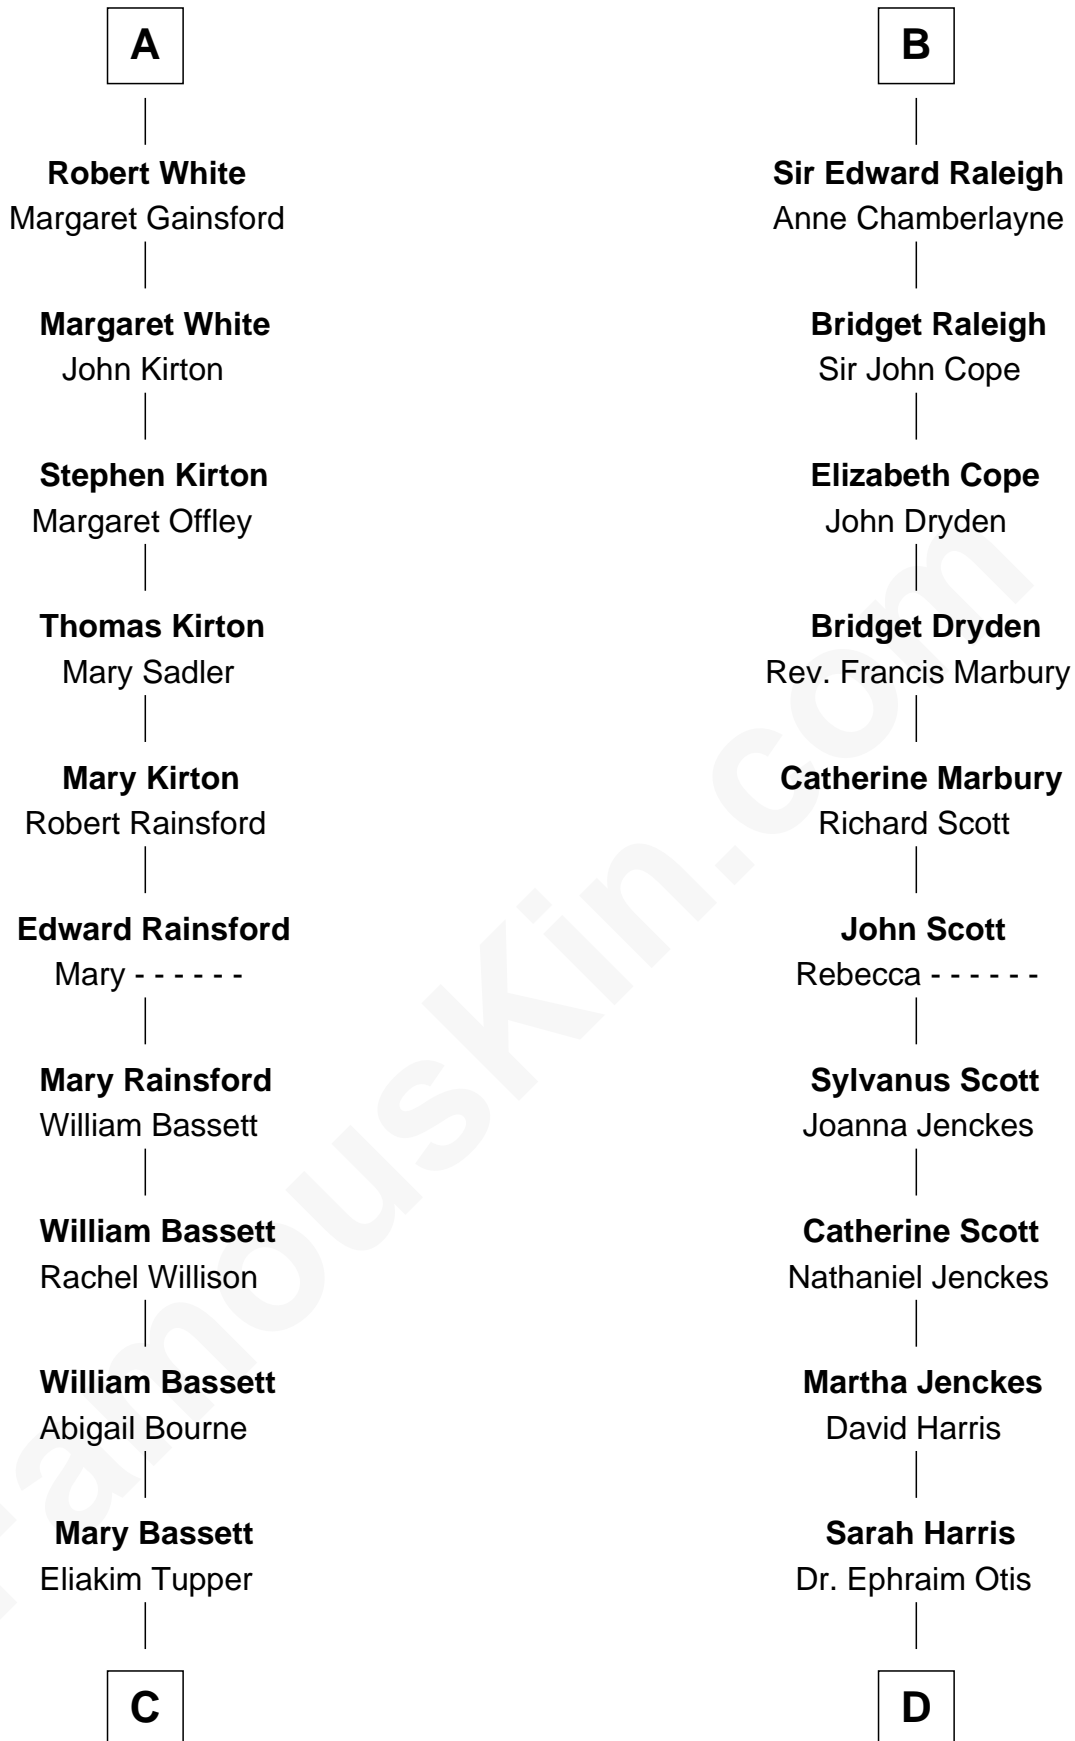 A
Robert White
Margaret Gainsford
Margaret White
John Kirton
Stephen Kirton
Margaret Offley
Thomas Kirton
Mary Sadler
Mary Kirton
Robert Rainsford
Edward Rainsford
Mary - - - - - -
Mary Rainsford
William Bassett
William Bassett
Rachel Willison
William Bassett
Abigail Bourne
Mary Bassett
Eliakim Tupper
C
B
Sir Edward Raleigh
Anne Chamberlayne
Bridget Raleigh
Sir John Cope
Elizabeth Cope
John Dryden
Bridget Dryden
Rev. Francis Marbury
Catherine Marbury
Richard Scott
John Scott
Rebecca - - - - - -
Sylvanus Scott
Joanna Jenckes
Catherine Scott
Nathaniel Jenckes
Martha Jenckes
David Harris
Sarah Harris
Dr. Ephraim Otis
D
FamousKin.com